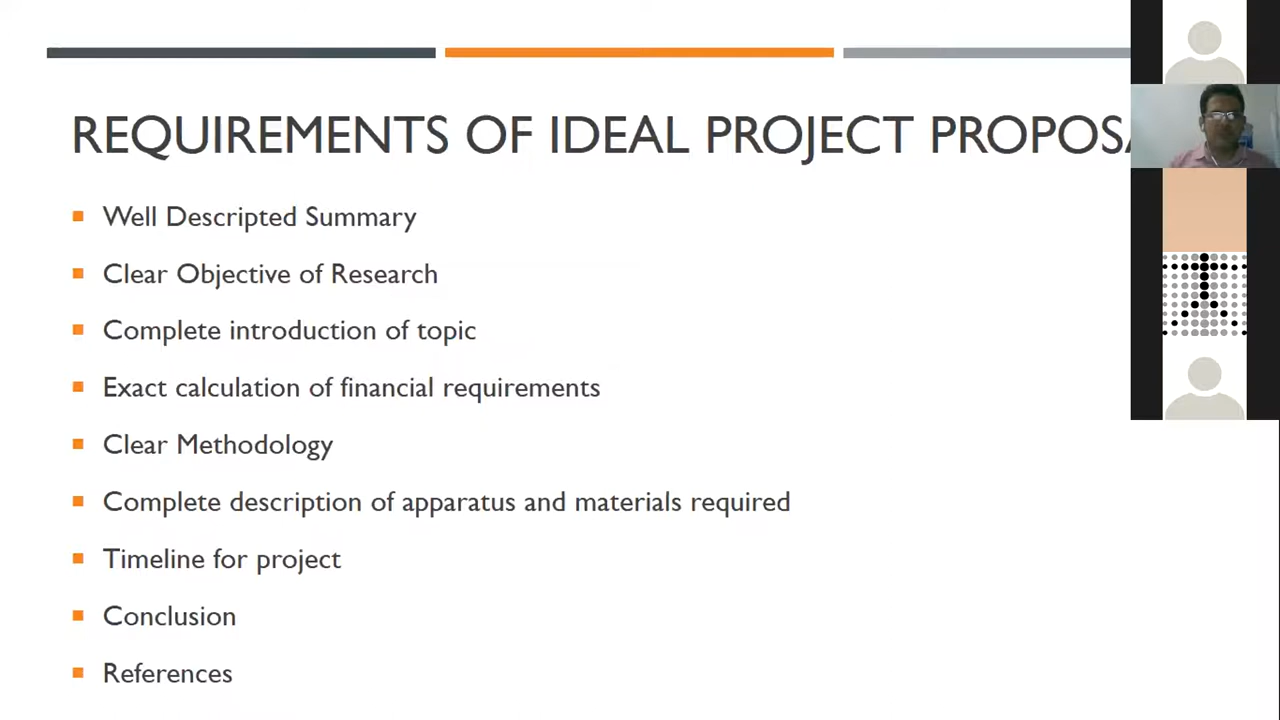 REQUIREMENTS OF IDEAL PROJECT
Well Descripted Summary
Clear Objective of Research
Complete introduction of topic
Exact calculation of financial requirements
Clear Methodology
Complete description of apparatus and materials required
Timeline for project
Conclusion
References